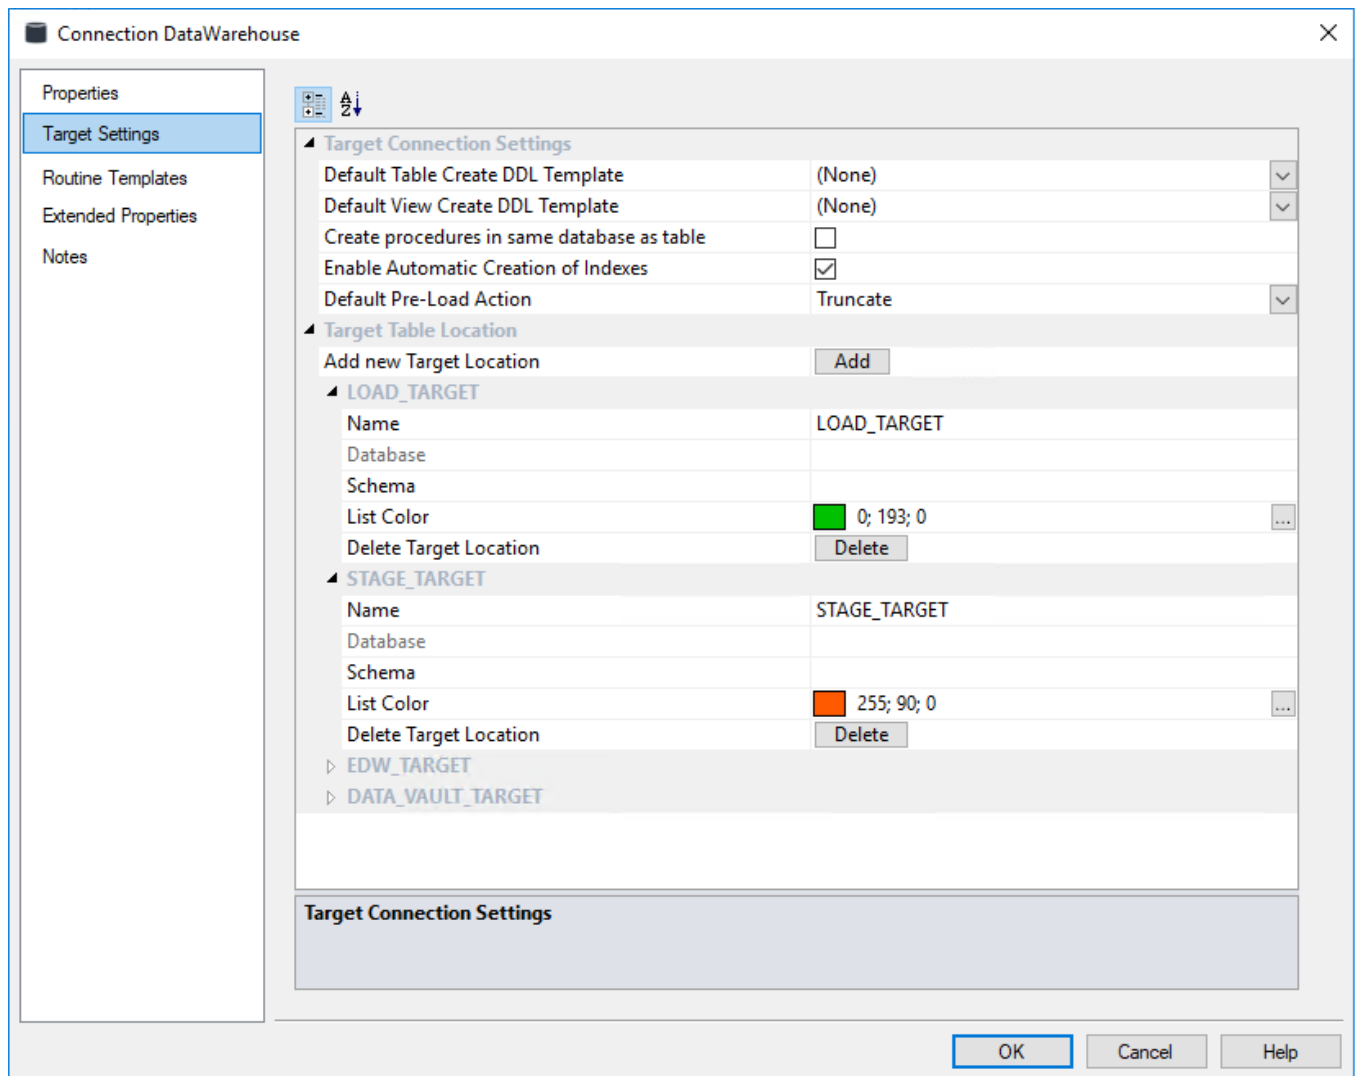 Connection DataWarehouse
Properties
Target Settings
Routine Templates
Extended Properties
Notes
Target Connection Settings
Default Table Create DDL Template (None)
Default View Create DDL Template (None)
Create procedures in same database as table
Enable Automatic Creation of Indexes
Default Pre-Load Action Truncate
Target Table Location
Add new Target Location Add
LOAD_TARGET
Name LOAD_TARGET
Database
Schema
List Color 0; 193; 0 ...
Delete Target Location Delete
STAGE_TARGET
Name STAGE_TARGET
Database
Schema
List Color 255; 90; 0 ...
Delete Target Location Delete
EDW_TARGET
DATA_VAULT_TARGET
Target Connection Settings
OK Cancel Help